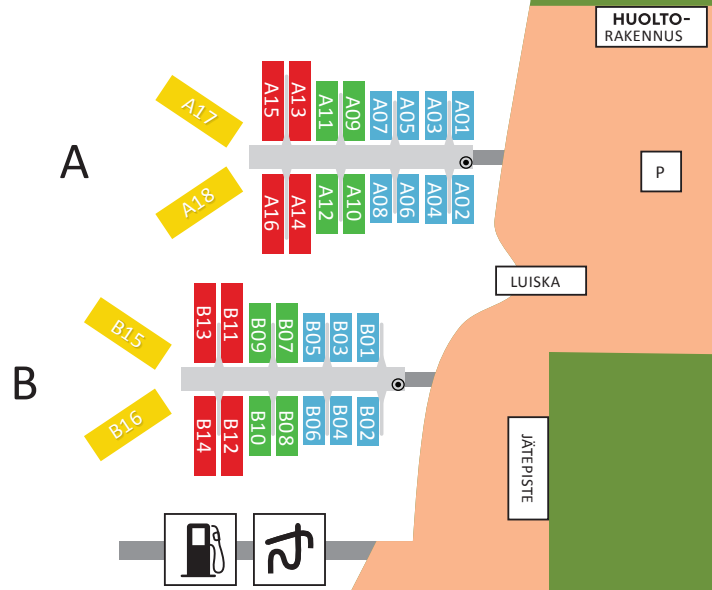 HUOLTO-
RAKENNUS
A17
A15
A13
A11
A09
A07
A05
A03
A01
A
P
A18
A16
A14
A12
A10
A08
A06
A04
A02
LUISKA
B15
B13
B11
B09
B07
B05
B03
B01
B
B16
B14
B12
B10
B08
B06
B04
B02
JÄTEPISTE